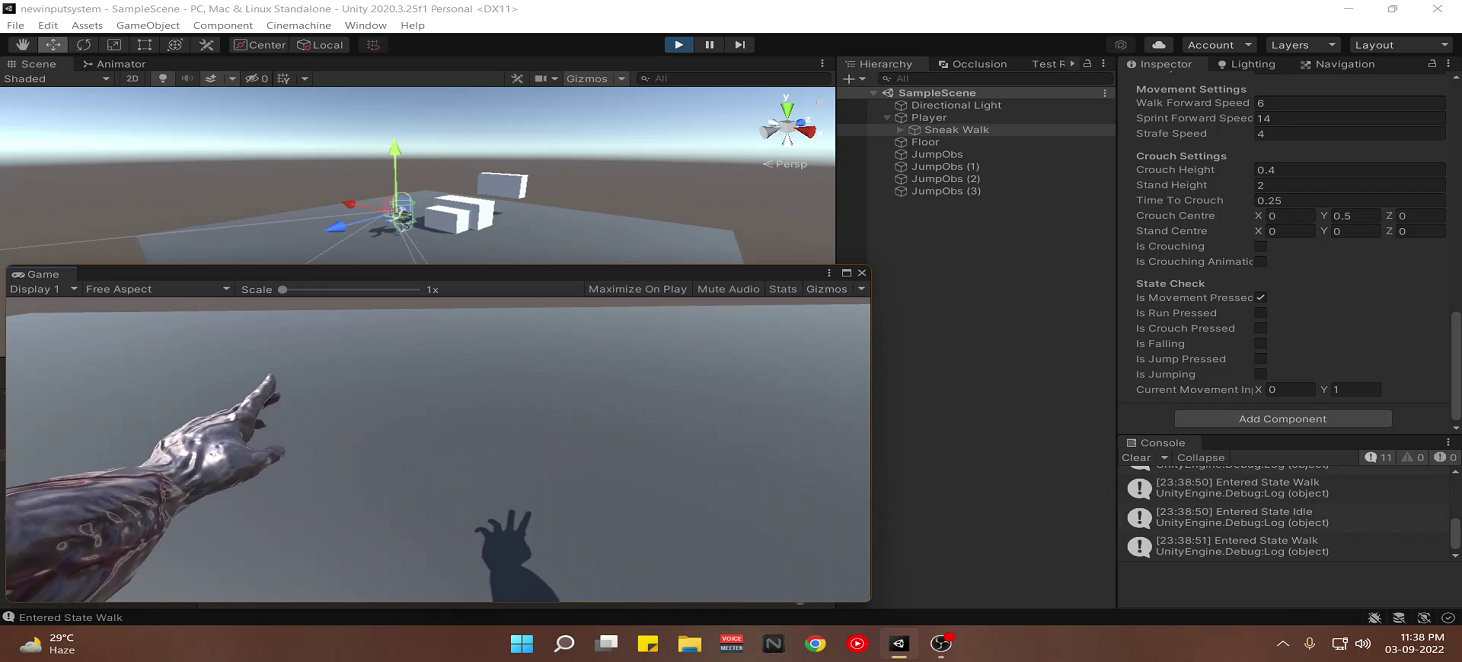 newinputsystem - SampleScene - PC, Mac & Linux Standalone - Unity 2020.3.25f1 Personal <DX11>
File Edit Assets GameObject Component Cinemachine Window Help
Center Local Account Layers Layout
Scene Animator
Shaded 2D 0 Gizmos All
y
Persp
Hierarchy Occlusion Test F
All
SampleScene
Directional Light
Player
Sneak Walk
Floor
JumpObs
JumpObs (1)
JumpObs (2)
JumpObs (3)
Inspector Lighting Navigation
Movement Settings
Walk Forward Speed 6
Sprint Forward Speed 14
Strafe Speed 4
Crouch Settings
Crouch Height 0.4
Stand Height 2
Time To Crouch 0.25
Crouch Centre X 0 Y 0.5 Z 0
Stand Centre X 0 Y 0 Z 0
Is Crouching
Is Crouching Animatic
State Check
Is Movement Pressed
Is Run Pressed
Is Crouch Pressed
Is Falling
Is Jump Pressed
Is Jumping
Current Movement In X 0 Y 1
Add Component
Game
Display 1 Free Aspect Scale 1x Maximize On Play Mute Audio Stats Gizmos
Console
Clear Collapse 11 0 0
UnityEngine.Debug:Log (object)
[23:38:50] Entered State Walk
UnityEngine.Debug:Log (object)
[23:38:50] Entered State Idle
UnityEngine.Debug:Log (object)
[23:38:51] Entered State Walk
UnityEngine.Debug:Log (object)
Entered State Walk
29°C
Haze
VOICE
MEETER
N
11:38 PM
03-09-2022